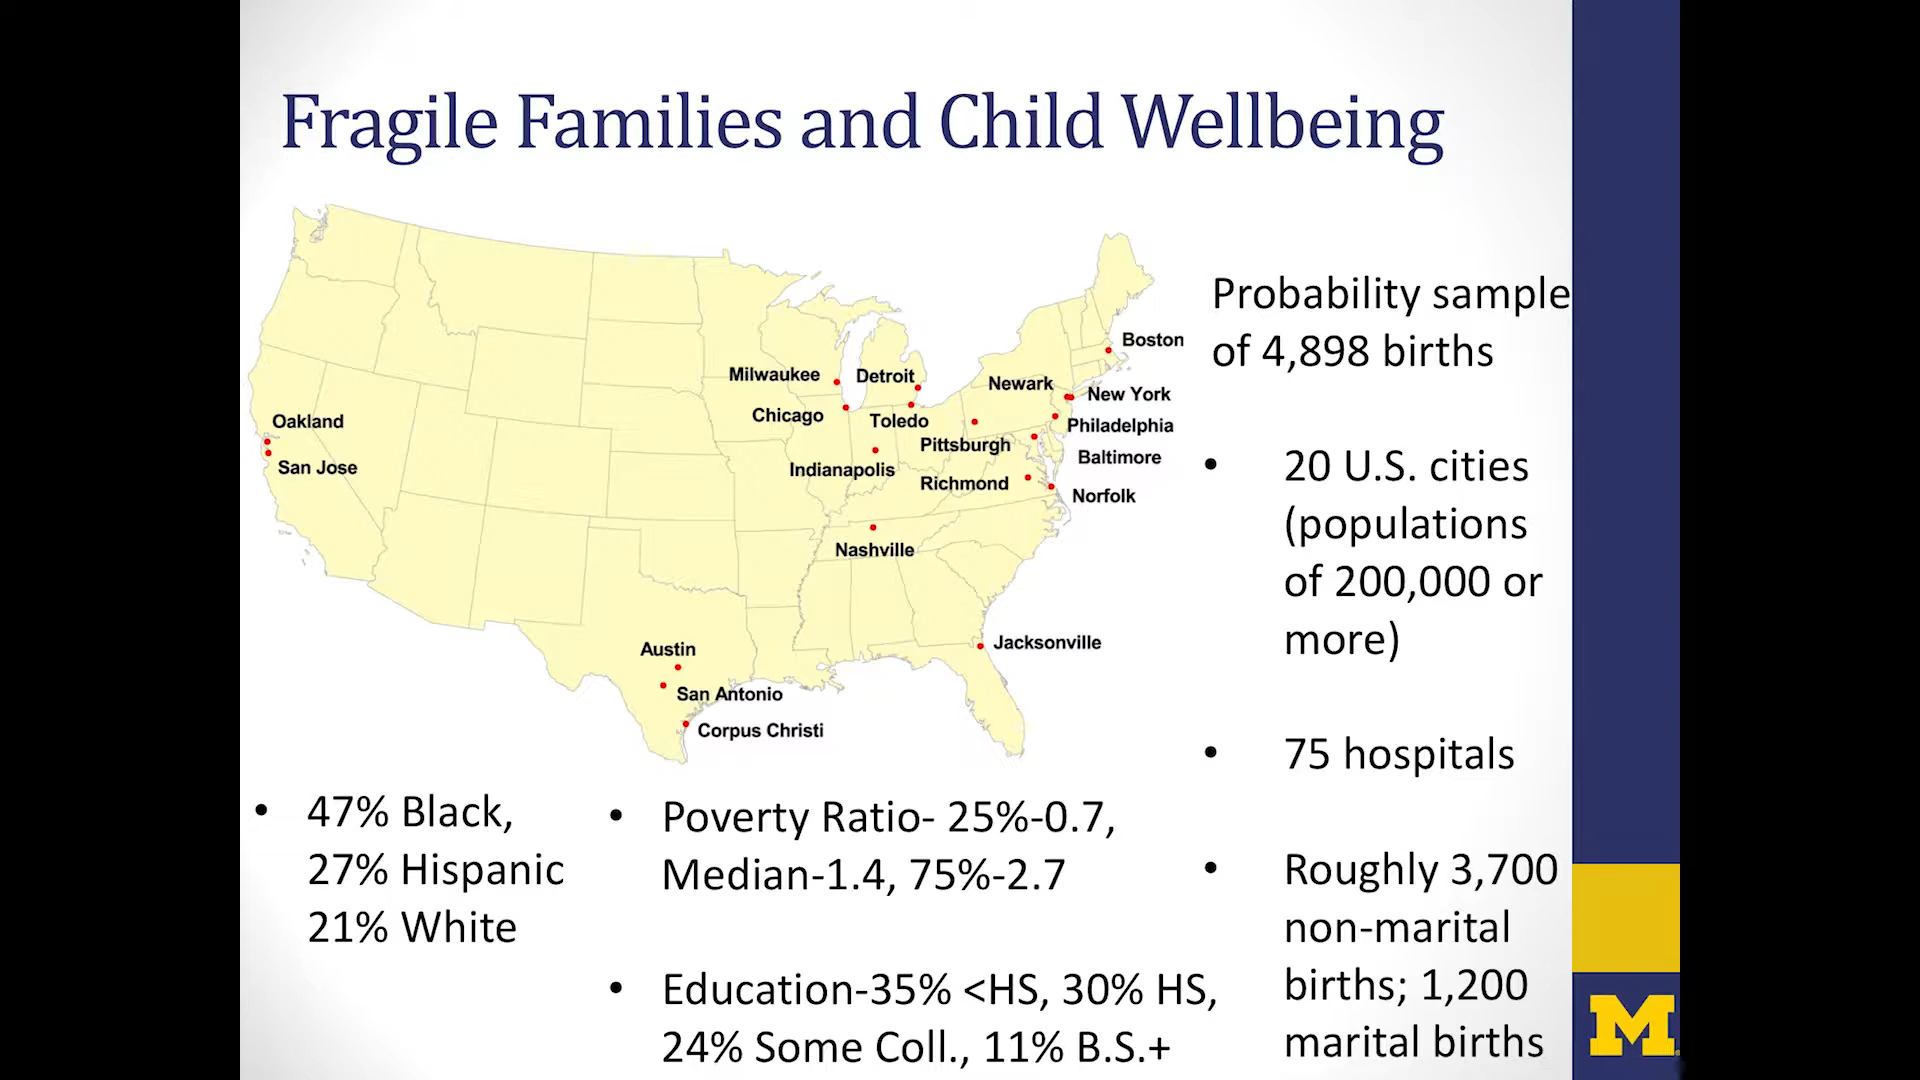 Fragile Families and Child Wellbeing
Boston
Milwaukee
Detroit
Newark
New York
Chicago
Toledo
Philadelphia
Oakland
Pittsburgh
Baltimore
San Jose
Indianapolis
Richmond
Norfolk
Nashville
Austin
Jacksonville
San Antonio
Corpus Christi
Probability sample
of 4,898 births
• 20 U.S. cities
(populations
of 200,000 or
more)
• 75 hospitals
• Roughly 3,700
non-marital
births; 1,200
marital births
• 47% Black,
27% Hispanic
21% White
• Poverty Ratio- 25%-0.7,
Median-1.4, 75%-2.7
• Education-35% <HS, 30% HS,
24% Some Coll., 11% B.S.+
M